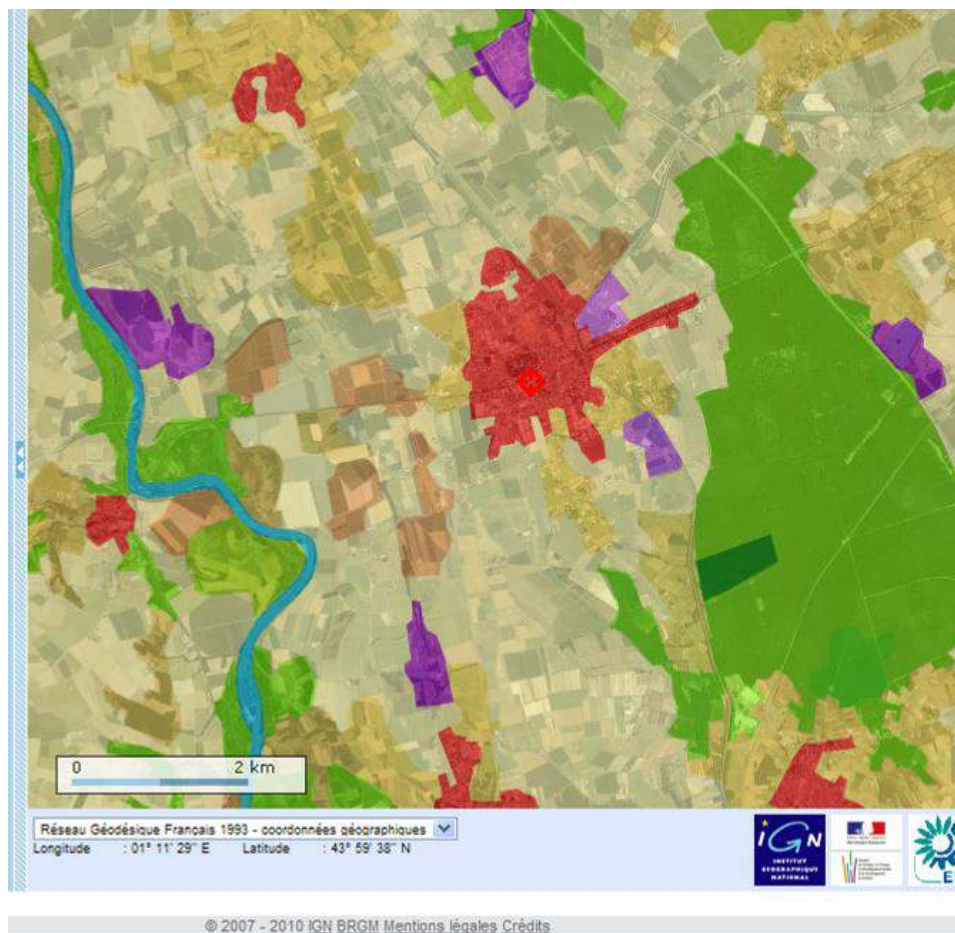 0 2 km
Réseau Géodésique Français 1993 - coordonnées géographiques
Longitude : 01° 11' 29'' E Latitude : 43° 59' 38'' N
IGN
INSTITUT
GEOGRAPHIQUE
NATIONAL
E
© 2007 - 2010 IGN BRGM Mentions légales Crédits